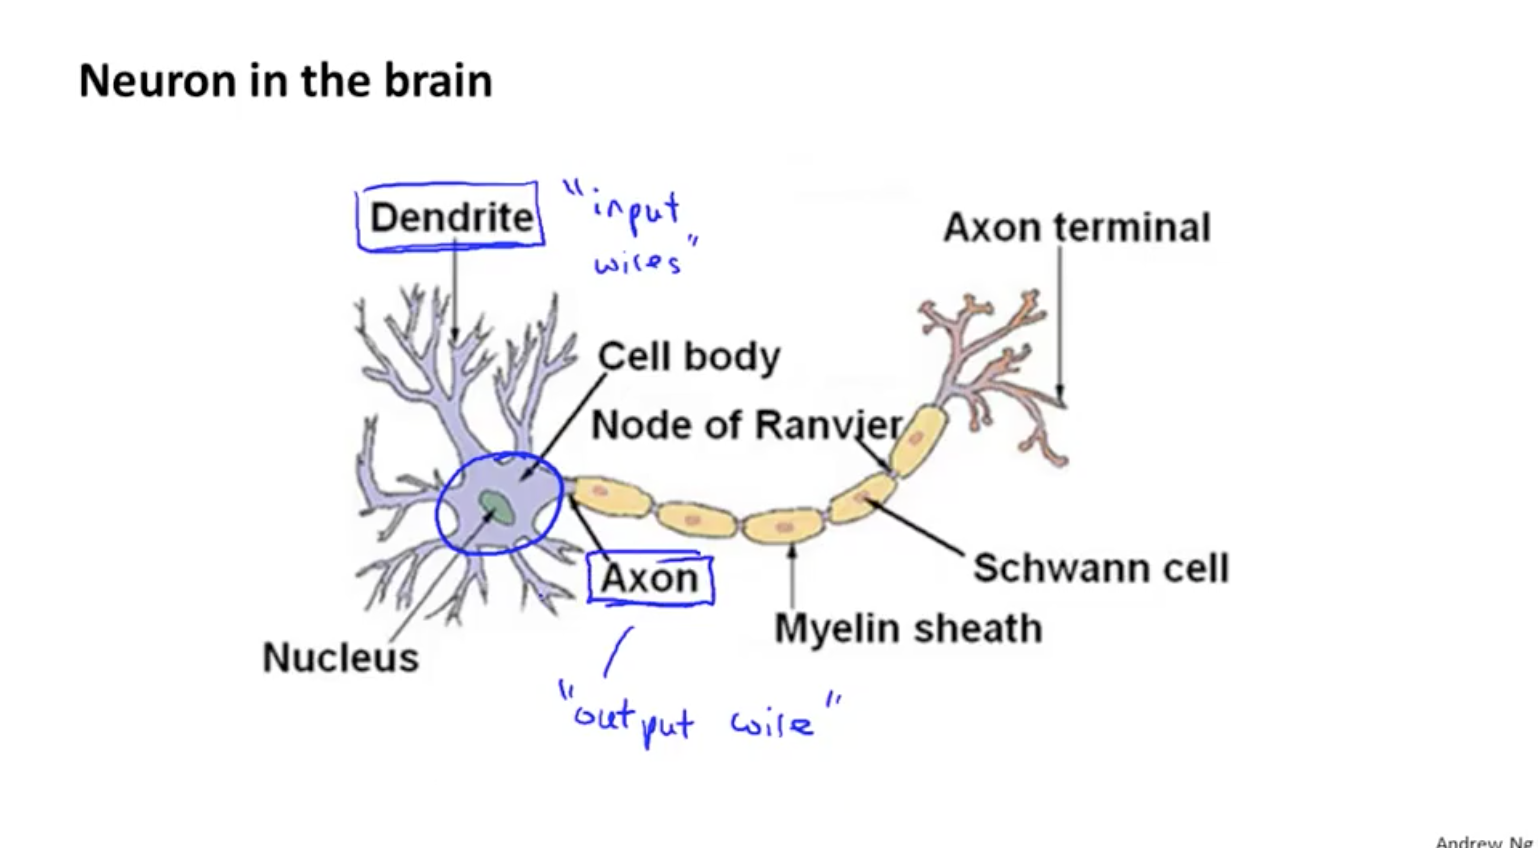 Neuron in the brain
Dendrite
"input
wires"
Axon terminal
Cell body
Node of Ranvier
Axon
Schwann cell
Myelin sheath
Nucleus
"output wire"
Andrew Ng